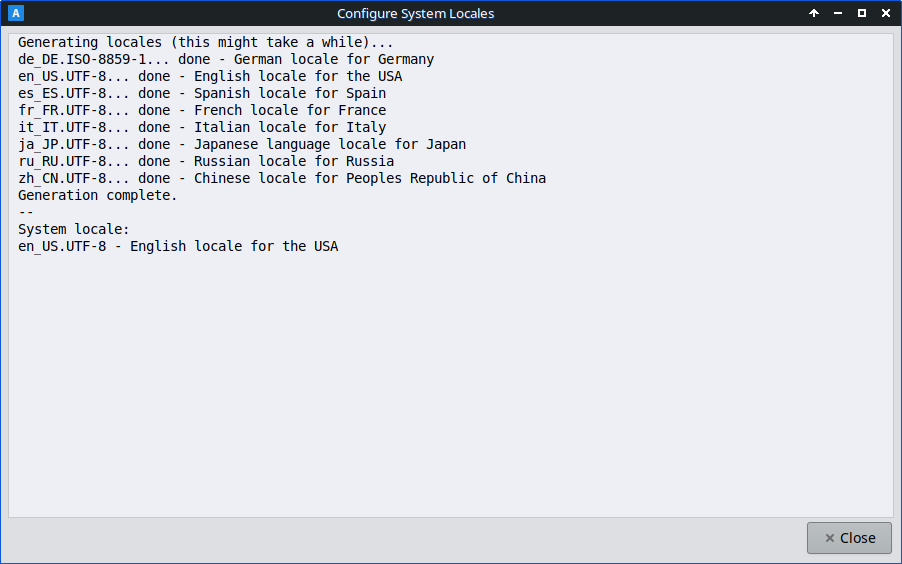 A
Configure System Locales
Generating locales (this might take a while)...
de_DE.ISO-8859-1... done - German locale for Germany
en_US.UTF-8... done - English locale for the USA
es_ES.UTF-8... done - Spanish locale for Spain
fr_FR.UTF-8... done - French locale for France
it_IT.UTF-8... done - Italian locale for Italy
ja_JP.UTF-8... done - Japanese language locale for Japan
ru_RU.UTF-8... done - Russian locale for Russia
zh_CN.UTF-8... done - Chinese locale for Peoples Republic of China
Generation complete.
--
System locale:
en_US.UTF-8 - English locale for the USA
Close